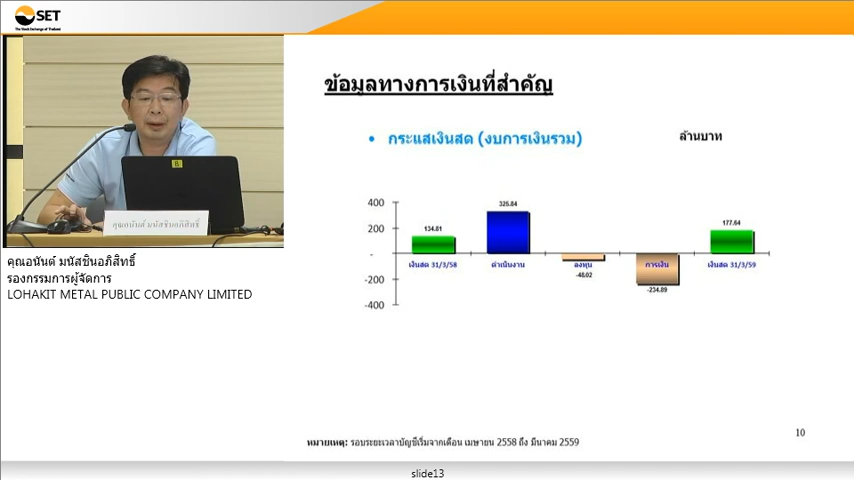 SET
The Stock Exchange of Thailand
ข้อมูลทางการเงินที่สำคัญ
• กระแสเงินสด (งบการเงินรวม)
ล้านบาท
400
200
-
-200
-400
134.81
325.84
-48.02
-234.89
177.64
เงินสด 31/3/58
ดำเนินงาน
ลงทุน
การเงิน
เงินสด 31/3/59
B
คุณอนันต์ มนัสชินอภิสิทธิ์
คุณอนันต์ มนัสชินอภิสิทธิ์
รองกรรมการผู้จัดการ
LOHAKIT METAL PUBLIC COMPANY LIMITED
10
หมายเหตุ: รอบระยะเวลาบัญชีเริ่มจากเดือน เมษายน 2558 ถึง มีนาคม 2559
slide13